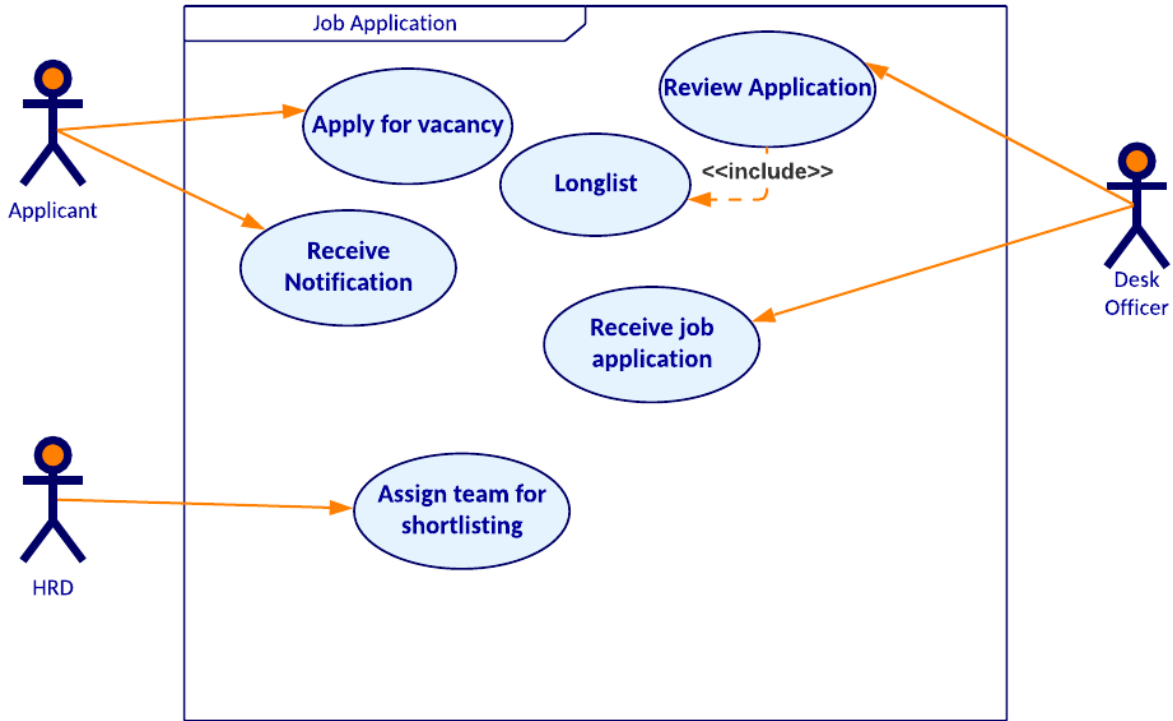 Job Application
Review Application
Apply for vacancy
<<include>>
Longlist
Applicant
Receive
Notification
Desk
Officer
Receive job
application
Assign team for
shortlisting
HRD